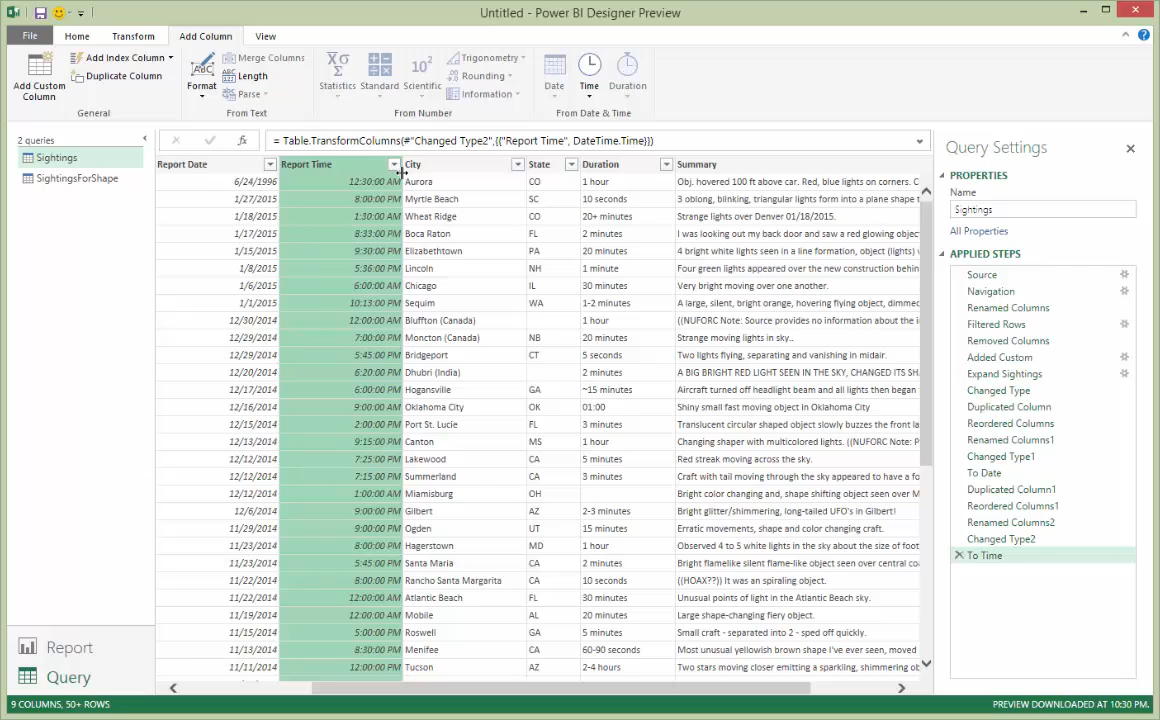 Untitled - Power BI Designer Preview
File Home Transform Add Column View
Add Custom Column
Add Index Column
Duplicate Column
General
Format
Merge Columns
Length
Parse
From Text
Statistics
Standard
Scientific
Trigonometry
Rounding
Information
From Number
Date
Time
Duration
From Date & Time
2 queries
Sightings
SightingsForShape
= Table.TransformColumns(#"Changed Type2",{{"Report Time", DateTime.Time}})
Report Date Report Time City State Duration Summary
6/24/1996 12:30:00 AM Aurora CO 1 hour Obj. hovered 100 ft above car. Red, blue lights on corners. C
1/27/2015 8:00:00 PM Myrtle Beach SC 10 seconds 3 oblong, blinking, triangular lights form into a plane shape t
1/18/2015 1:30:00 AM Wheat Ridge CO 20+ minutes Strange lights over Denver 01/18/2015.
1/17/2015 8:33:00 PM Boca Raton FL 2 minutes I was looking out my back door and saw a red glowing objec
1/15/2015 9:30:00 PM Elizabethtown PA 20 minutes 4 bright white lights seen in a line formation, object (lights) v
1/8/2015 5:36:00 PM Lincoln NH 1 minute Four green lights appeared over the new construction behin
1/6/2015 6:00:00 AM Chicago IL 30 minutes Very bright moving over one another.
1/1/2015 10:13:00 PM Sequim WA 1-2 minutes A large, silent, bright orange, hovering flying object, dimmed
12/30/2014 12:00:00 AM Bluffton (Canada) 1 hour ((NUFORC Note: Source provides no information about the i
12/29/2014 7:00:00 PM Moncton (Canada) NB 20 minutes Strange moving lights in sky..
12/29/2014 5:45:00 PM Bridgeport CT 5 seconds Two lights flying, separating and vanishing in midair.
12/20/2014 6:20:00 PM Dhubri (India) 2 minutes A BIG BRIGHT RED LIGHT SEEN IN THE SKY, CHANGED ITS SH
12/17/2014 6:00:00 PM Hogansville GA ~15 minutes Aircraft turned off headlight beam and all lights then began
12/16/2014 9:00:00 AM Oklahoma City OK 01:00 Shiny small fast moving object in Oklahoma City
12/15/2014 2:00:00 PM Port St. Lucie FL 3 minutes Translucent circular shaped object slowly buzzes the front la
12/13/2014 9:15:00 PM Canton MS 1 hour Changing shaper with multicolored lights. ((NUFORC Note: P
12/12/2014 7:25:00 PM Lakewood CA 5 minutes Red streak moving across the sky.
12/12/2014 7:15:00 PM Summerland CA 3 minutes Craft with tail moving through the sky appeared to have a fo
12/12/2014 1:00:00 AM Miamisburg OH Bright color changing and, shape shifting object seen over M
12/6/2014 9:00:00 PM Gilbert AZ 2-3 minutes Bright glitter/shimmering, long-tailed UFO's in Gilbert!
11/29/2014 9:00:00 PM Ogden UT 15 minutes Erratic movements, shape and color changing craft.
11/23/2014 8:00:00 PM Hagerstown MD 1 hour Observed 4 to 5 white lights in the sky about the size of foot
11/23/2014 5:45:00 PM Santa Maria CA 2 minutes Bright flamelike silent flame-like object seen over central coa
11/22/2014 8:00:00 PM Rancho Santa Margarita CA 10 seconds ((HOAX??)) It was an spiraling object.
11/22/2014 12:00:00 AM Atlantic Beach FL 30 minutes Unusual points of light in the Atlantic Beach sky.
11/19/2014 12:00:00 AM Mobile AL 20 minutes Large shape-changing fiery object.
11/15/2014 5:00:00 PM Roswell GA 5 minutes Small craft - separated into 2 - sped off quickly.
11/13/2014 8:30:00 PM Menifee CA 60-90 seconds Most unusual yellowish brown shape I've ever seen, moved
11/11/2014 12:00:00 PM Tucson AZ 2-4 hours Two stars moving closer emitting a sparkling, shimmering ob
Query Settings
PROPERTIES
Name
Sightings
All Properties
APPLIED STEPS
Source
Navigation
Renamed Columns
Filtered Rows
Removed Columns
Added Custom
Expand Sightings
Changed Type
Duplicated Column
Reordered Columns
Renamed Columns1
Changed Type1
To Date
Duplicated Column1
Reordered Columns1
Renamed Columns2
Changed Type2
To Time
Report
Query
9 COLUMNS, 50+ ROWS
PREVIEW DOWNLOADED AT 10:30 PM.